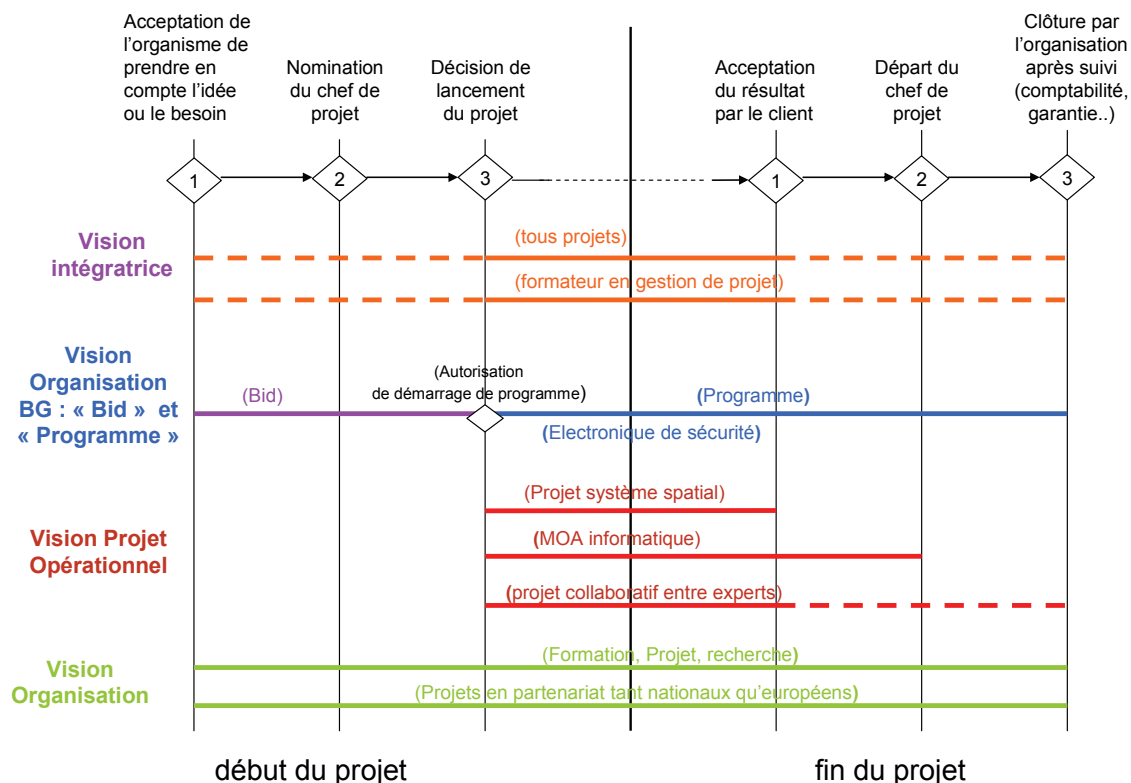 Acceptation de
l'organisme de
prendre en
compte l'idée
ou le besoin
Nomination
du chef de
projet
Décision de
lancement
du projet
Acceptation
du résultat
par le client
Départ du
chef de
projet
Clôture par
l'organisation
après suivi
(comptabilité,
garantie..)
1
2
3
1
2
3
Vision
intégratrice
(tous projets)
(formateur en gestion de projet)
Vision
Organisation
BG : « Bid » et
« Programme »
(Bid)
(Autorisation
de démarrage de programme)
(Programme)
(Electronique de sécurité)
Vision Projet
Opérationnel
(Projet système spatial)
(MOA informatique)
(projet collaboratif entre experts)
Vision
Organisation
(Formation, Projet, recherche)
(Projets en partenariat tant nationaux qu'européens)
début du projet
fin du projet